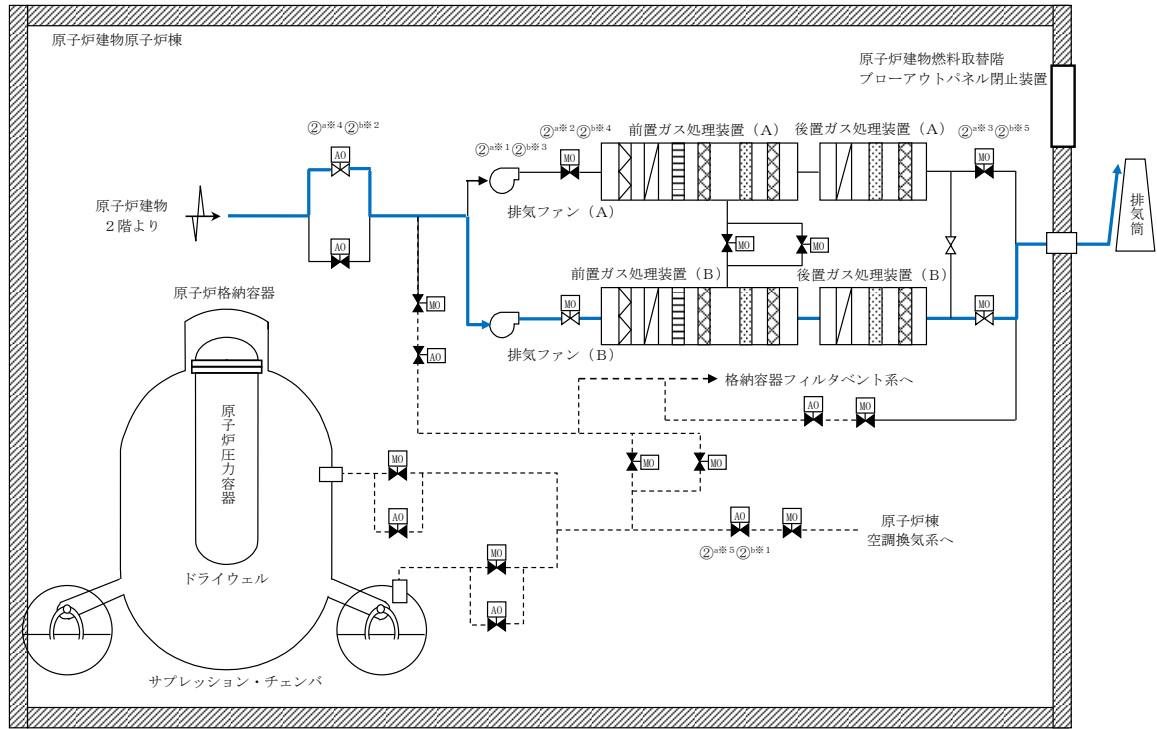 原子炉建物原子炉棟
原子炉建物燃料取替階
ブローアウトパネル閉止装置
②a※4②b※2
②a※2②b※4
前置ガス処理装置（A）
後置ガス処理装置（A）
②a※3②b※5
②a※1②b※3
AO
MO
MO
原子炉建物
２階より
排気ファン（A）
排気筒
AO
MO
MO
前置ガス処理装置（B）
後置ガス処理装置（B）
原子炉格納容器
MO
MO
MO
排気ファン（B）
AO
格納容器フィルタベント系へ
原子炉圧力容器
AO
MO
MO
MO
MO
AO
AO
MO
原子炉棟
空調換気系へ
②a※5②b※1
MO
ドライウェル
AO
サプレッション・チェンバ